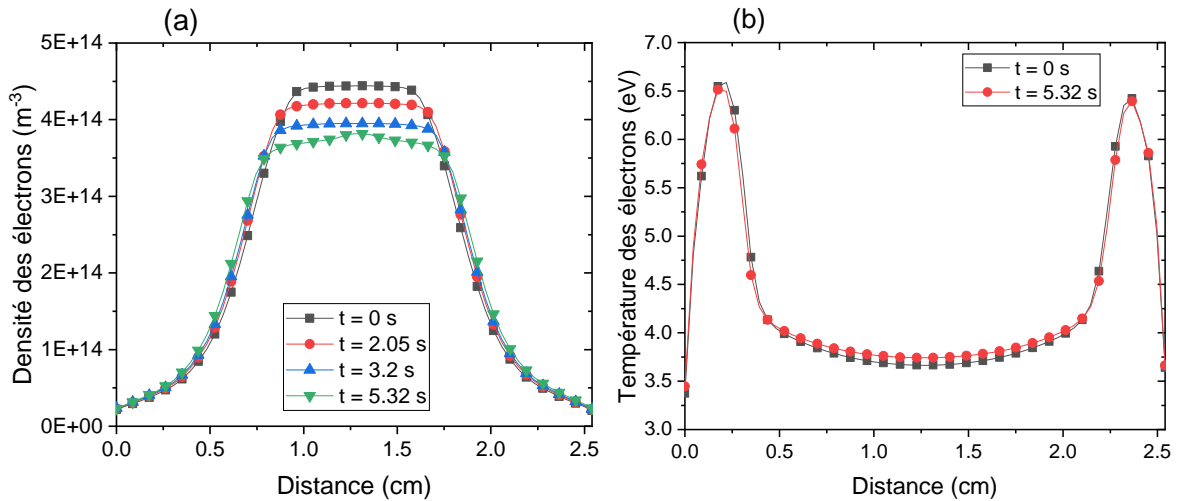 (a)
Densité des électrons (m⁻³)
5E+14
4E+14
3E+14
2E+14
1E+14
0E+00
t = 0 s
t = 2.05 s
t = 3.2 s
t = 5.32 s
0.0 0.5 1.0 1.5 2.0 2.5
Distance (cm)
(b)
Température des électrons (eV)
7.0
6.5
6.0
5.5
5.0
4.5
4.0
3.5
3.0
t = 0 s
t = 5.32 s
0.0 0.5 1.0 1.5 2.0 2.5
Distance (cm)